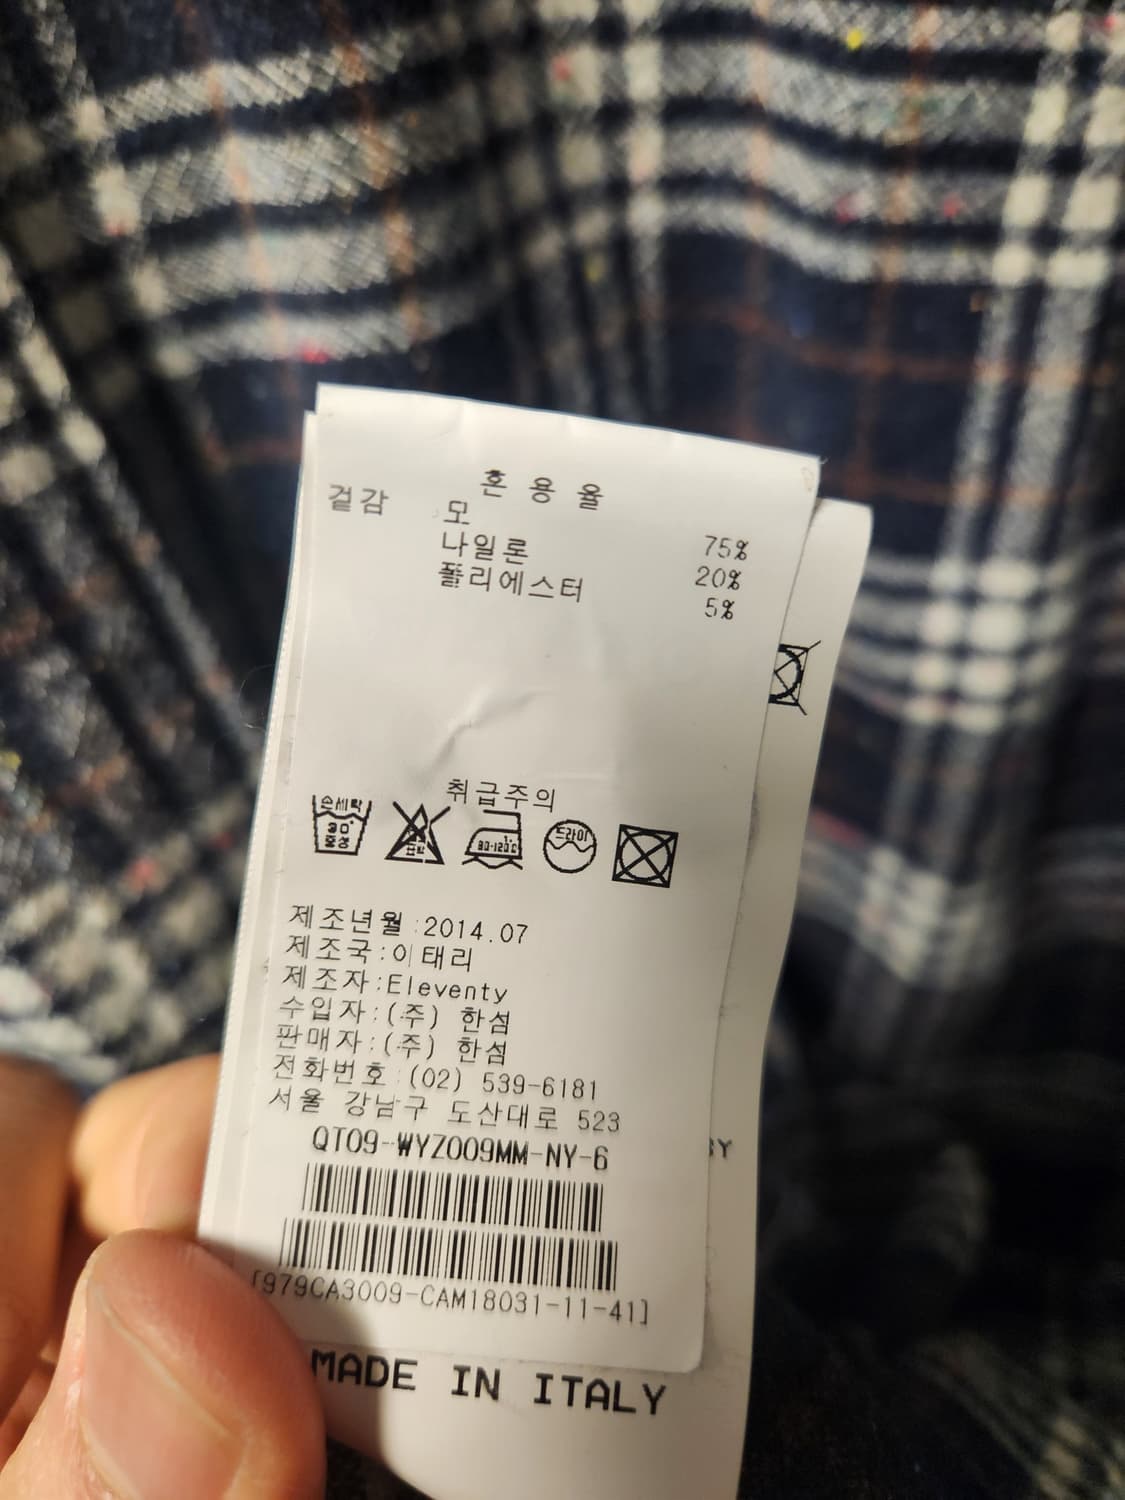 혼용율
겉감 모 75%
나일론 20%
폴리에스터 5%
취급주의
손세탁 30° 중성
80-120°C
드라이
제조년월:2014.07
제조국:이태리
제조자:Eleventy
수입자:(주) 한섬
판매자:(주) 한섬
전화번호:(02) 539-6181
서울 강남구 도산대로 523
QT09-WYZ009MM-NY-6
[979CA3009-CAM18031-11-41]
MADE IN ITALY